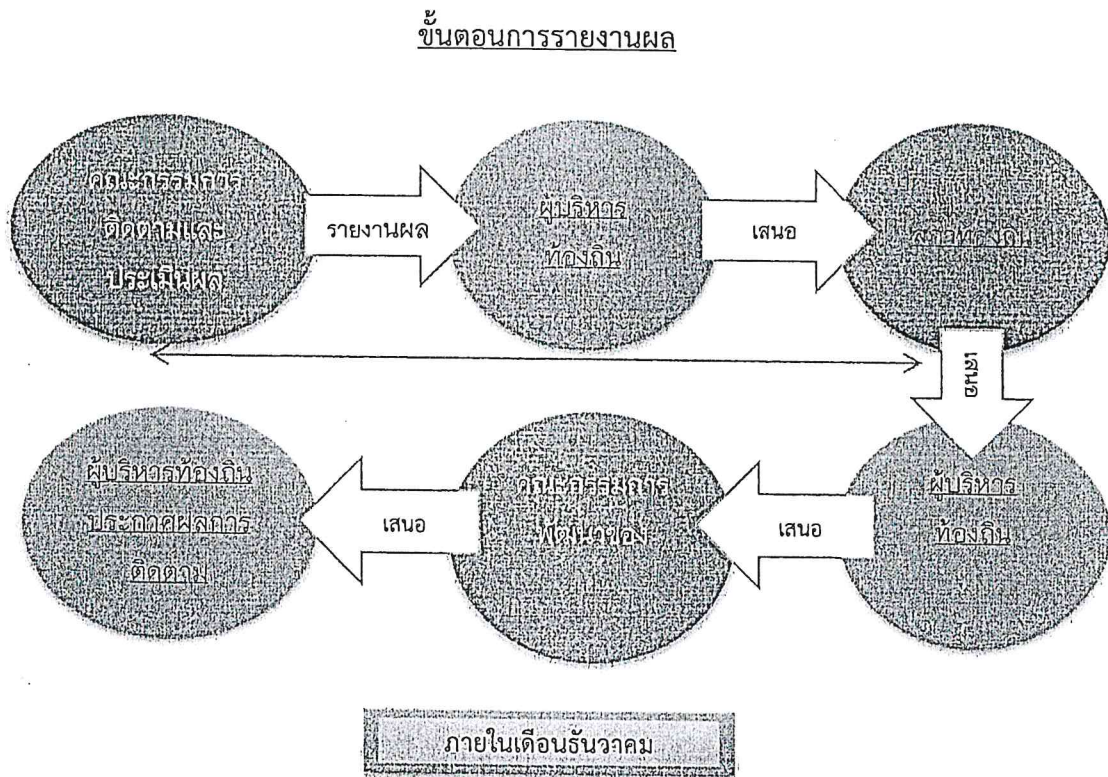 ขั้นตอนการรายงานผล
คณะกรรมการ
ติดตามและ
ประเมินผล
รายงานผล
ผู้บริหาร
ท้องถิ่น
เสนอ
สภาท้องถิ่น
เสนอ
ผู้บริหาร
ท้องถิ่น
เสนอ
คณะกรรมการ
พัฒนาของ
เสนอ
ผู้บริหารท้องถิ่น
ประกาศผลการ
ติดตาม
ภายในเดือนธันวาคม